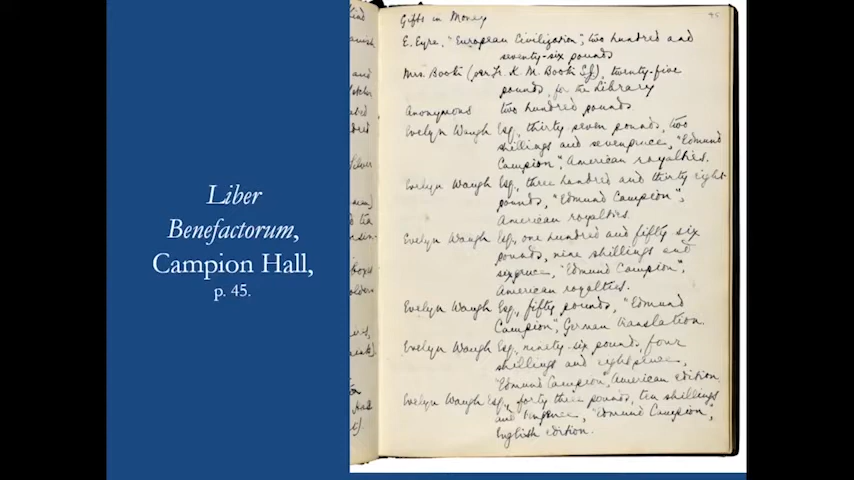 Liber
Benefactorum,
Campion Hall,
p. 45.
45
Gifts in Money
E. Eyre, "European Civilization", two hundred and
seventy-six pounds
Mrs. Booth (per Fr. K. M. Booth S.J.), twenty-five
pounds, for the Library
Anonymous two hundred pounds.
Evelyn Waugh Esq, thirty-seven pounds, two
shillings and sevenpence, "Edmund
Campion", American royalties.
Evelyn Waugh Esq., three hundred and thirty eight
pounds, "Edmund Campion",
American royalties.
Evelyn Waugh Esq., one hundred and fifty six
pounds, nine shillings and
sixpence, "Edmund Campion",
American royalties.
Evelyn Waugh Esq., fifty pounds, "Edmund
Campion", German translation.
Evelyn Waugh Esq, ninety-six pounds, four
shillings and eightpence,
"Edmund Campion", American edition.
Evelyn Waugh Esq., forty three pounds, ten shillings
and "Edmund Campion",
English edition.